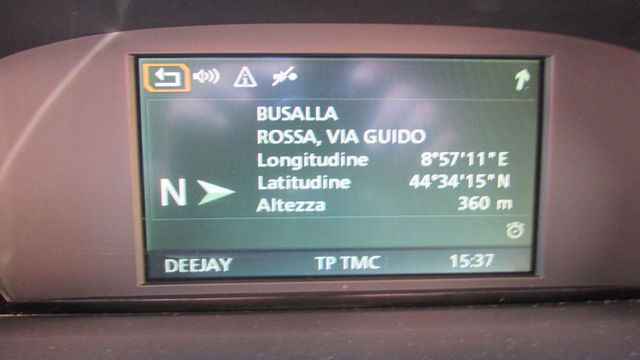 BUSALLA
ROSSA, VIA GUIDO
Longitudine 8°57'11"E
Latitudine 44°34'15"N
N
Altezza 360 m
DEEJAY TP TMC 15:37